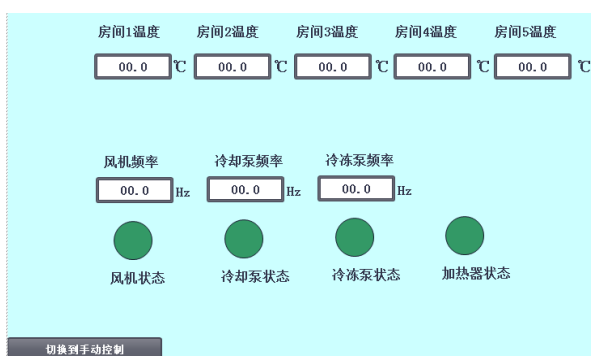 房间1温度 房间2温度 房间3温度 房间4温度 房间5温度
00.0 ℃ 00.0 ℃ 00.0 ℃ 00.0 ℃ 00.0 ℃
风机频率 冷却泵频率 冷冻泵频率
00.0 Hz 00.0 Hz 00.0 Hz
风机状态 冷却泵状态 冷冻泵状态 加热器状态
切换到手动控制